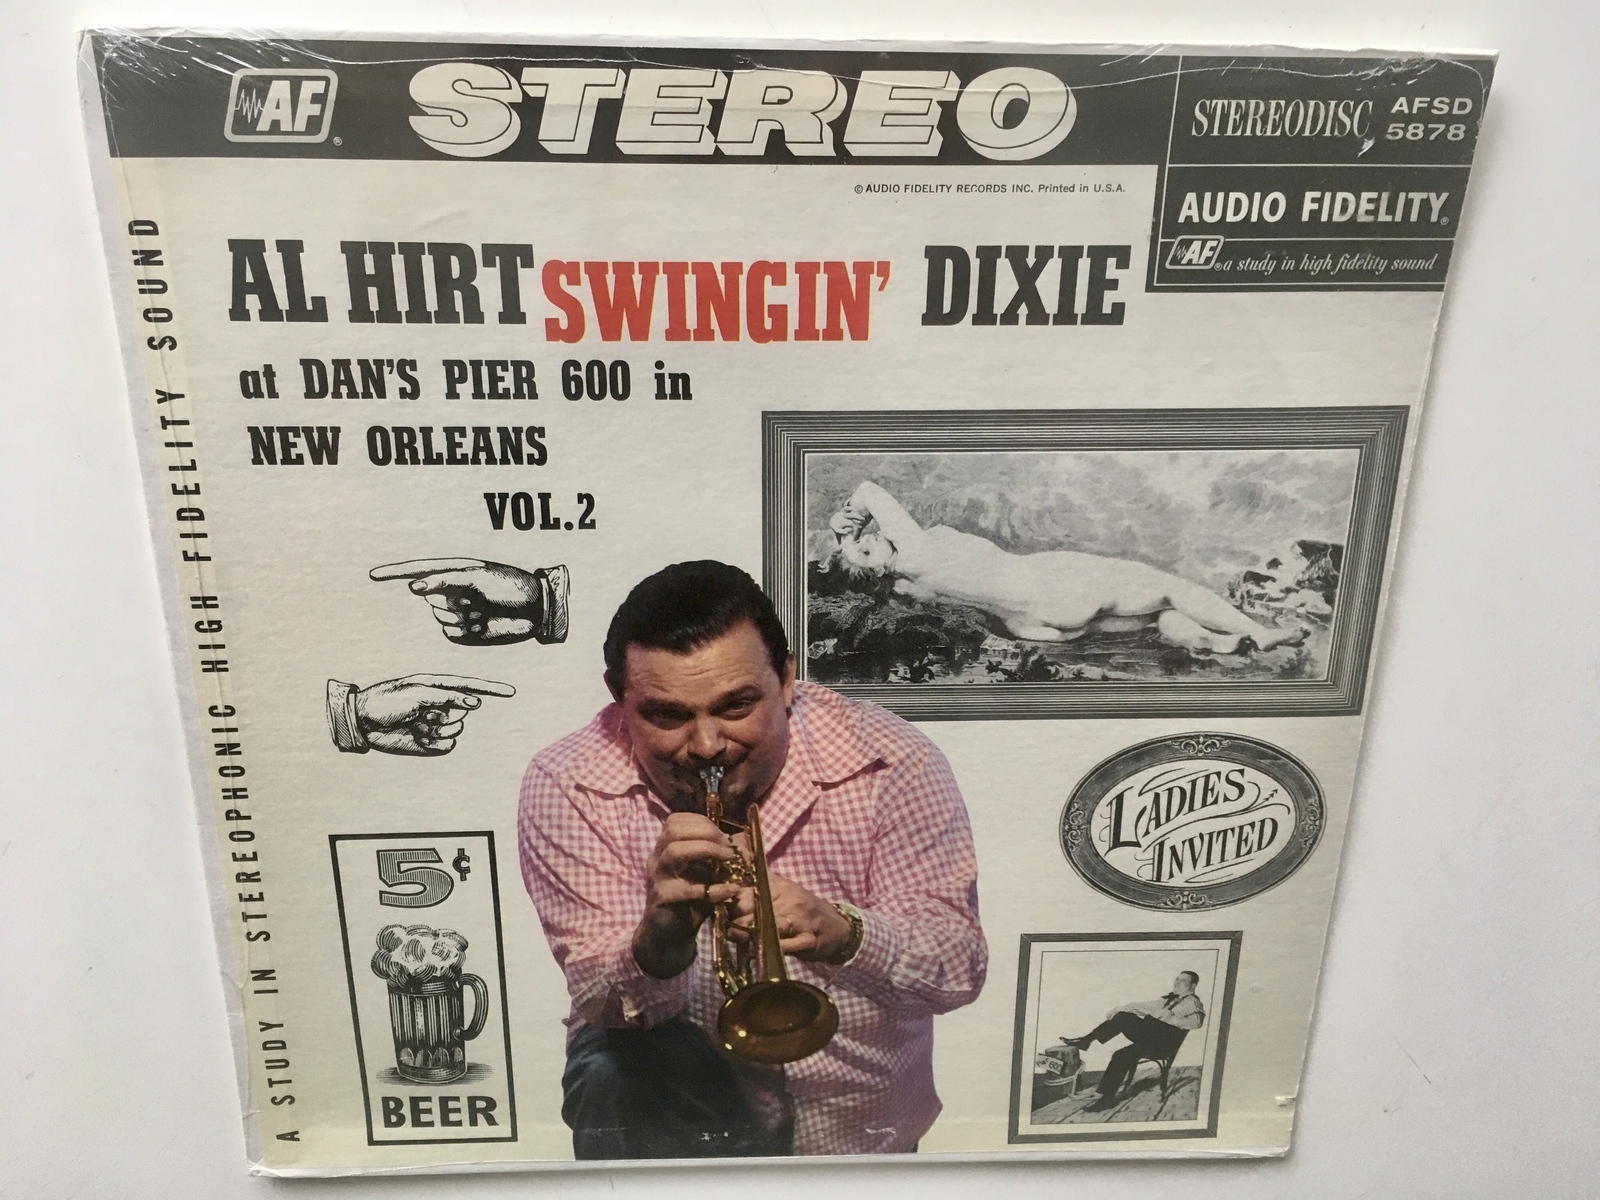 AF®
STEREO
STEREODISC AFSD 5878
AUDIO FIDELITY®
AF® a study in high fidelity sound
© AUDIO FIDELITY RECORDS INC. Printed in U.S.A.
AL HIRT SWINGIN' DIXIE
at DAN'S PIER 600 in
NEW ORLEANS
VOL.2
A STUDY IN STEREOPHONIC HIGH FIDELITY SOUND
LADIES
INVITED
5¢
BEER
600